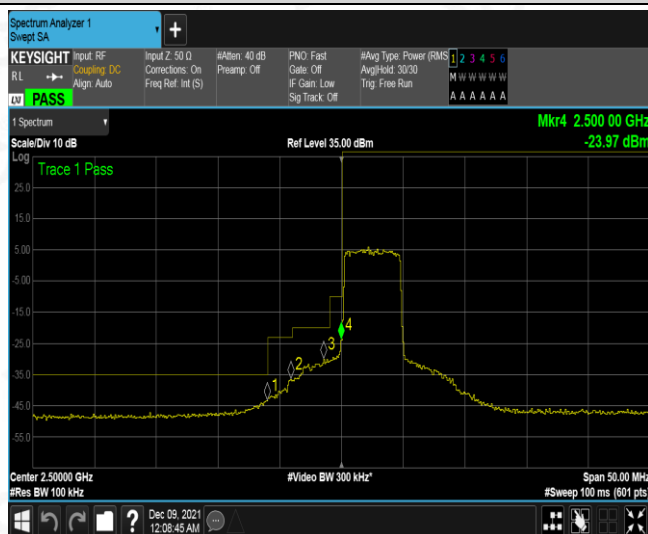 Spectrum Analyzer 1
Swept SA
+
KEYSIGHT
RL
PASS
Input: RF
Coupling: DC
Align: Auto
Input Z: 50 Ω
Corrections: On
Freq Ref: Int (S)
#Atten: 40 dB
Preamp: Off
PNO: Fast
Gate: Off
IF Gain: Low
Sig Track: Off
#Avg Type: Power (RMS
Avg|Hold: 30/30
Trig: Free Run
1 2 3 4 5 6
M W W W W W
A A A A A A
1 Spectrum
Mkr4 2.500 00 GHz
Scale/Div 10 dB
Ref Level 35.00 dBm
-23.97 dBm
Log
Trace 1 Pass
25.0
15.0
5.00
-5.00
-15.0
-25.0
-35.0
-45.0
-55.0
1
2
3
4
Center 2.50000 GHz
#Video BW 300 kHz*
Span 50.00 MHz
#Res BW 100 kHz
#Sweep 100 ms (601 pts)
?
Dec 09, 2021
12:08:45 AM